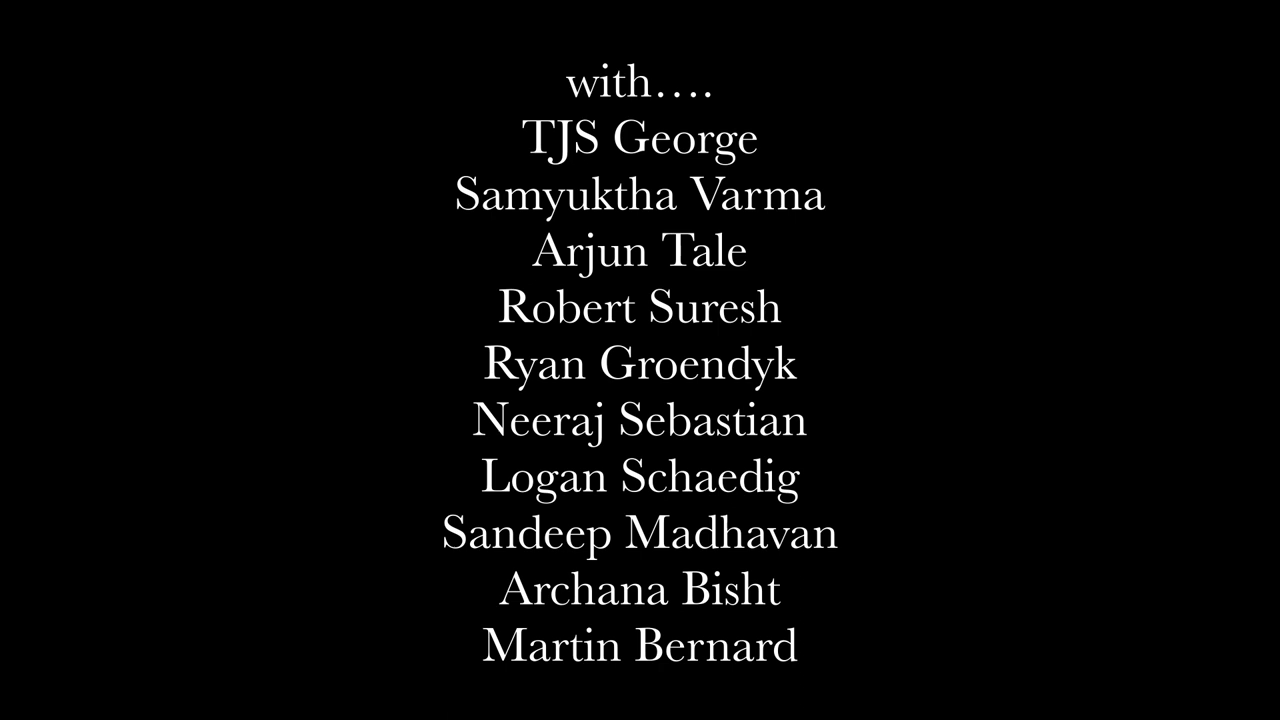 with….
TJS George
Samyuktha Varma
Arjun Tale
Robert Suresh
Ryan Groendyk
Neeraj Sebastian
Logan Schaedig
Sandeep Madhavan
Archana Bisht
Martin Bernard